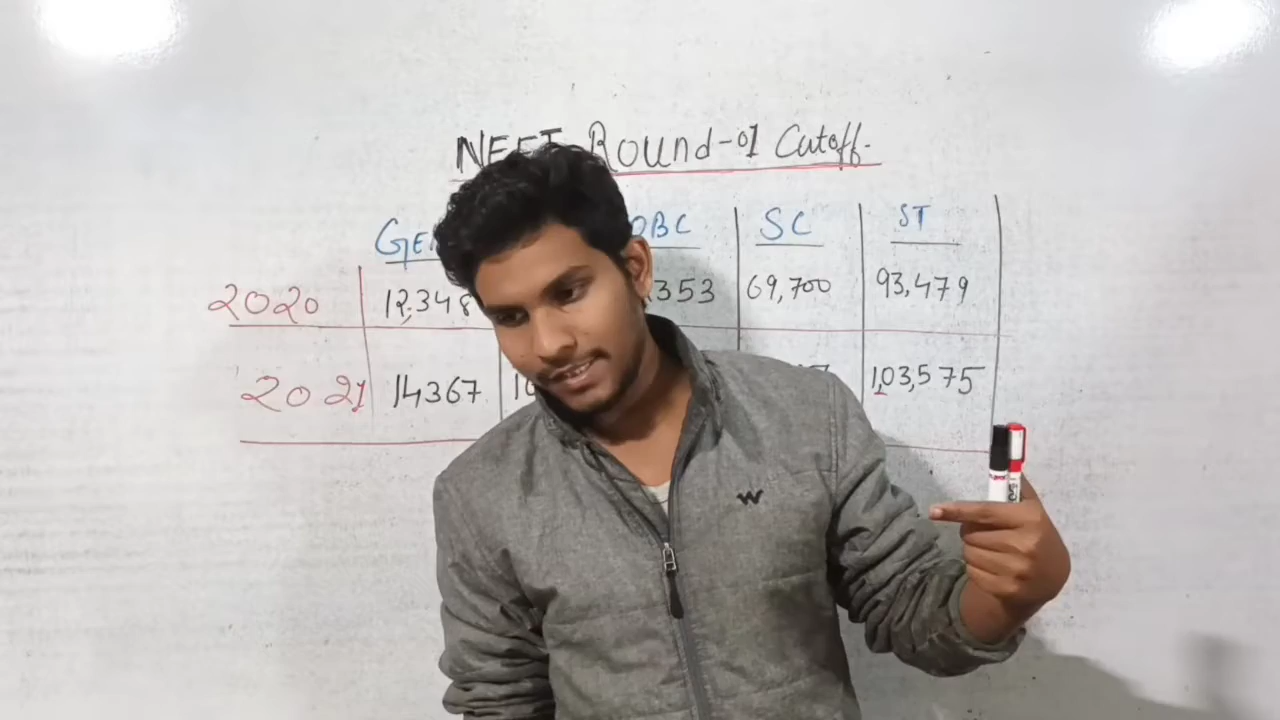 NEET Round-01 Cutoff.
GE OBC SC ST
2020 12,348 ,353 69,700 93,479
2021 14367 1 1,03,575
W